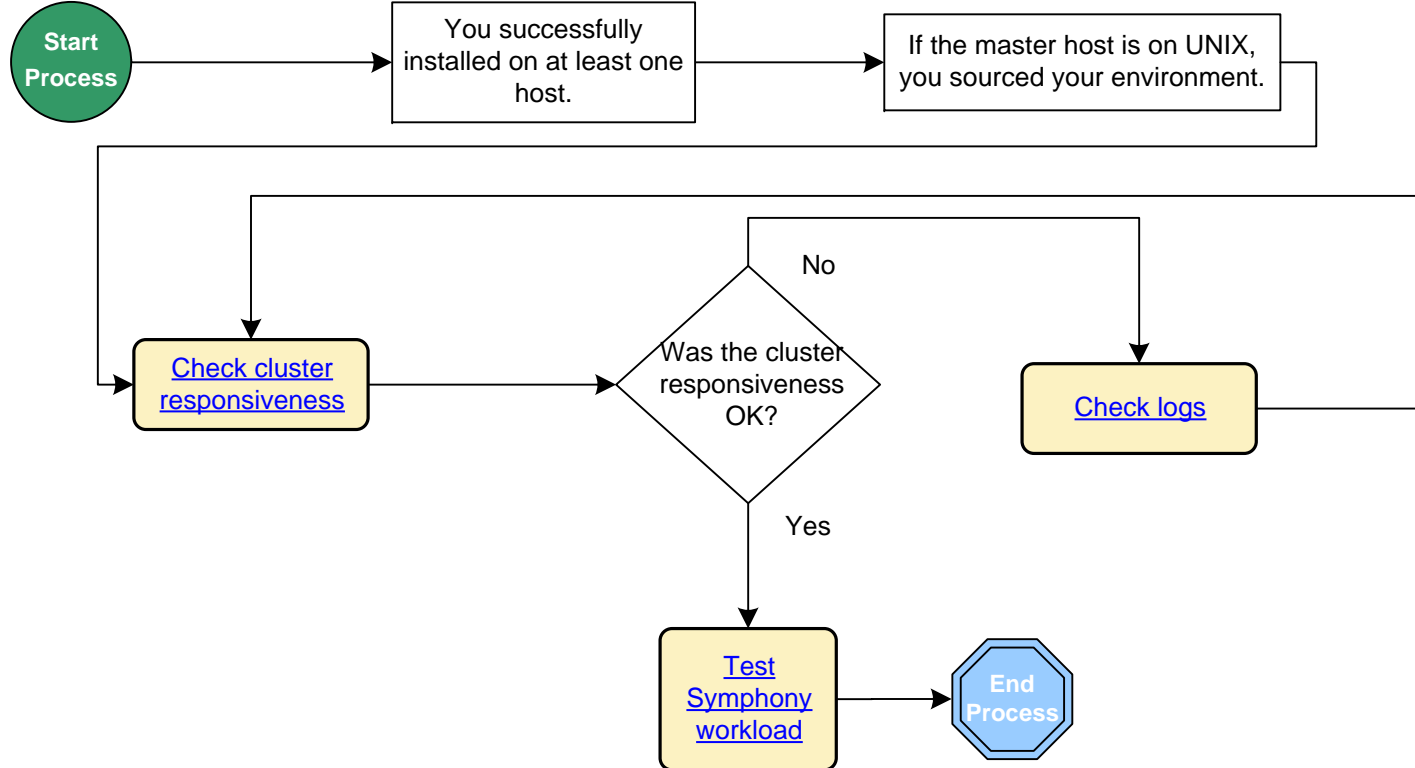 Start
Process
You successfully
installed on at least one
host.
If the master host is on UNIX,
you sourced your environment.
No
Check cluster
responsiveness
Was the cluster
responsiveness
OK?
Check logs
Yes
Test
Symphony
workload
End
Process